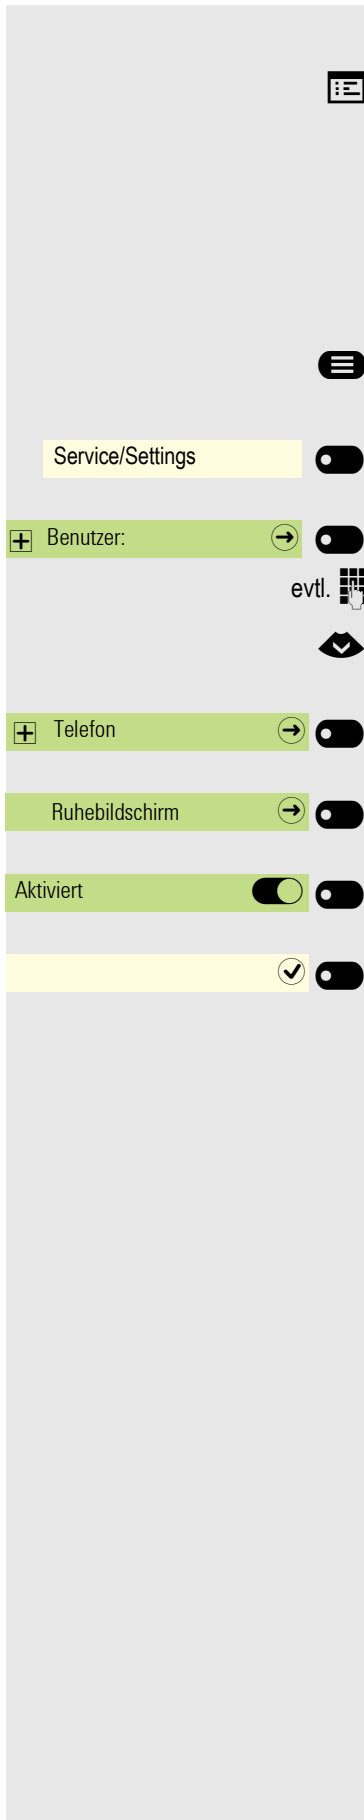 Service/Settings
Benutzer:
evtl.
Telefon
Ruhebildschirm
Aktiviert